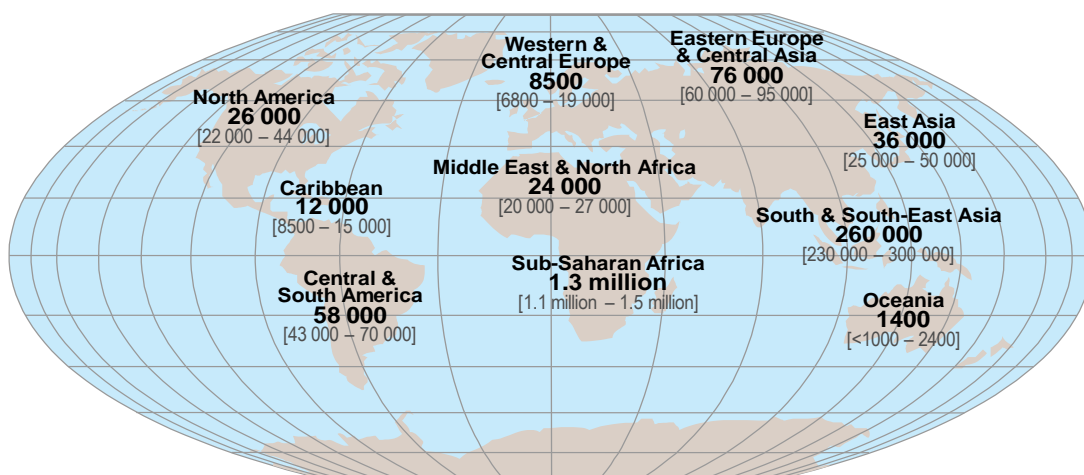 Western &
Central Europe
8500
[6800 – 19 000]
Eastern Europe
& Central Asia
76 000
[60 000 – 95 000]
North America
26 000
[22 000 – 44 000]
East Asia
36 000
[25 000 – 50 000]
Middle East & North Africa
24 000
[20 000 – 27 000]
Caribbean
12 000
[8500 – 15 000]
South & South-East Asia
260 000
[230 000 – 300 000]
Sub-Saharan Africa
1.3 million
[1.1 million – 1.5 million]
Central &
South America
58 000
[43 000 – 70 000]
Oceania
1400
[<1000 – 2400]